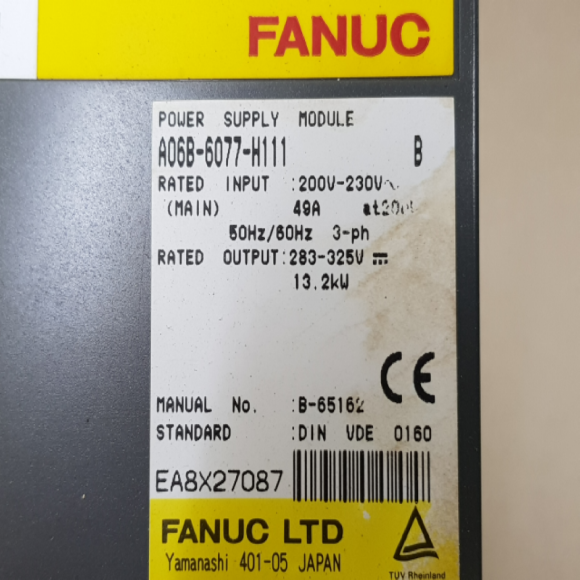 FANUC
POWER SUPPLY MODULE
A06B-6077-H111 B
RATED INPUT :200V-230V~
(MAIN) 49A
50Hz/60Hz 3-ph
RATED OUTPUT:283-325V ⎓
13.2kW
CE
MANUAL No. :B-65162
STANDARD :DIN VDE 0160
EA8X27087
FANUC LTD
Yamanashi 401-05 JAPAN
TUV Rheinland